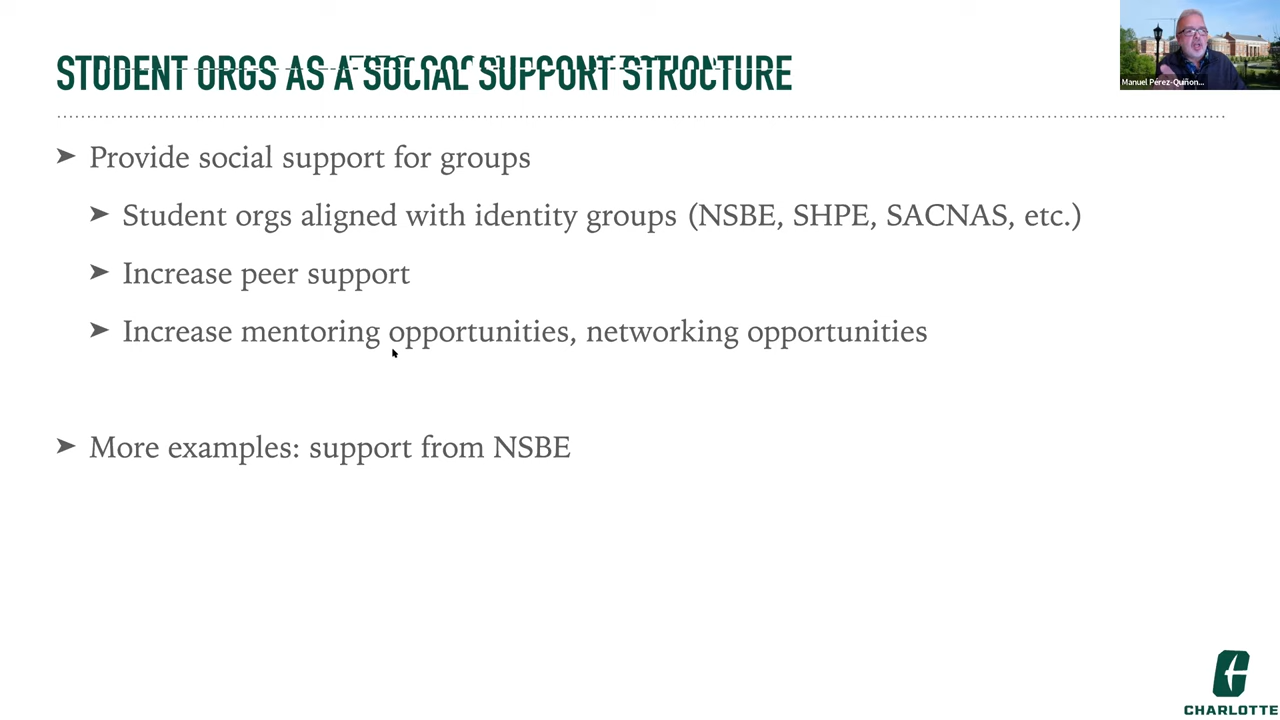 STUDENT ORGS AS A SOCIAL SUPPORT STRUCTURE
Manuel Pérez-Quiñon...
➤ Provide social support for groups
➤ Student orgs aligned with identity groups (NSBE, SHPE, SACNAS, etc.)
➤ Increase peer support
➤ Increase mentoring opportunities, networking opportunities
➤ More examples: support from NSBE
CHARLOTTE